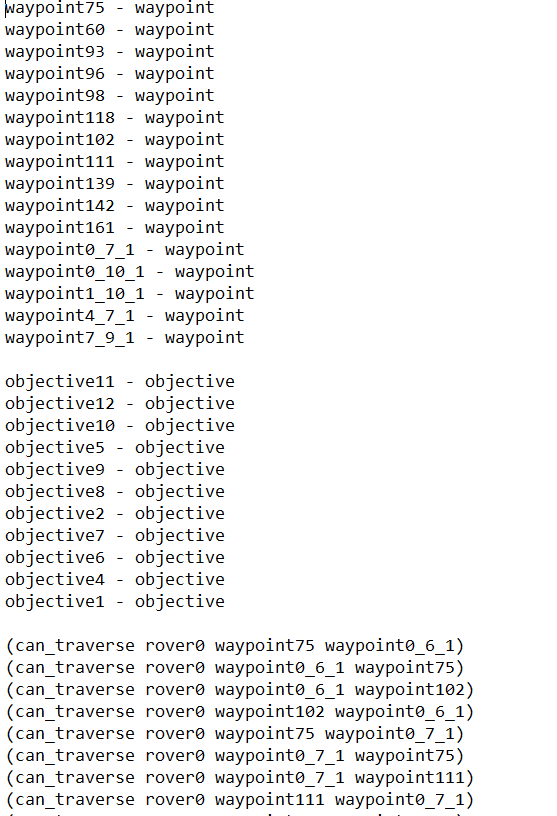 waypoint75 - waypoint
waypoint60 - waypoint
waypoint93 - waypoint
waypoint96 - waypoint
waypoint98 - waypoint
waypoint118 - waypoint
waypoint102 - waypoint
waypoint111 - waypoint
waypoint139 - waypoint
waypoint142 - waypoint
waypoint161 - waypoint
waypoint0_7_1 - waypoint
waypoint0_10_1 - waypoint
waypoint1_10_1 - waypoint
waypoint4_7_1 - waypoint
waypoint7_9_1 - waypoint
objective11 - objective
objective12 - objective
objective10 - objective
objective5 - objective
objective9 - objective
objective8 - objective
objective2 - objective
objective7 - objective
objective6 - objective
objective4 - objective
objective1 - objective
(can_traverse rover0 waypoint75 waypoint0_6_1)
(can_traverse rover0 waypoint0_6_1 waypoint75)
(can_traverse rover0 waypoint0_6_1 waypoint102)
(can_traverse rover0 waypoint102 waypoint0_6_1)
(can_traverse rover0 waypoint75 waypoint0_7_1)
(can_traverse rover0 waypoint0_7_1 waypoint75)
(can_traverse rover0 waypoint0_7_1 waypoint111)
(can_traverse rover0 waypoint111 waypoint0_7_1)